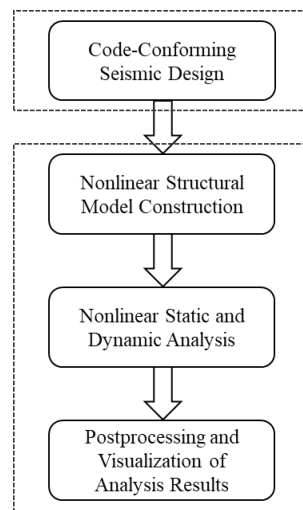 Code-Conforming
Seismic Design
Nonlinear Structural
Model Construction
Nonlinear Static and
Dynamic Analysis
Postprocessing and
Visualization of
Analysis Results